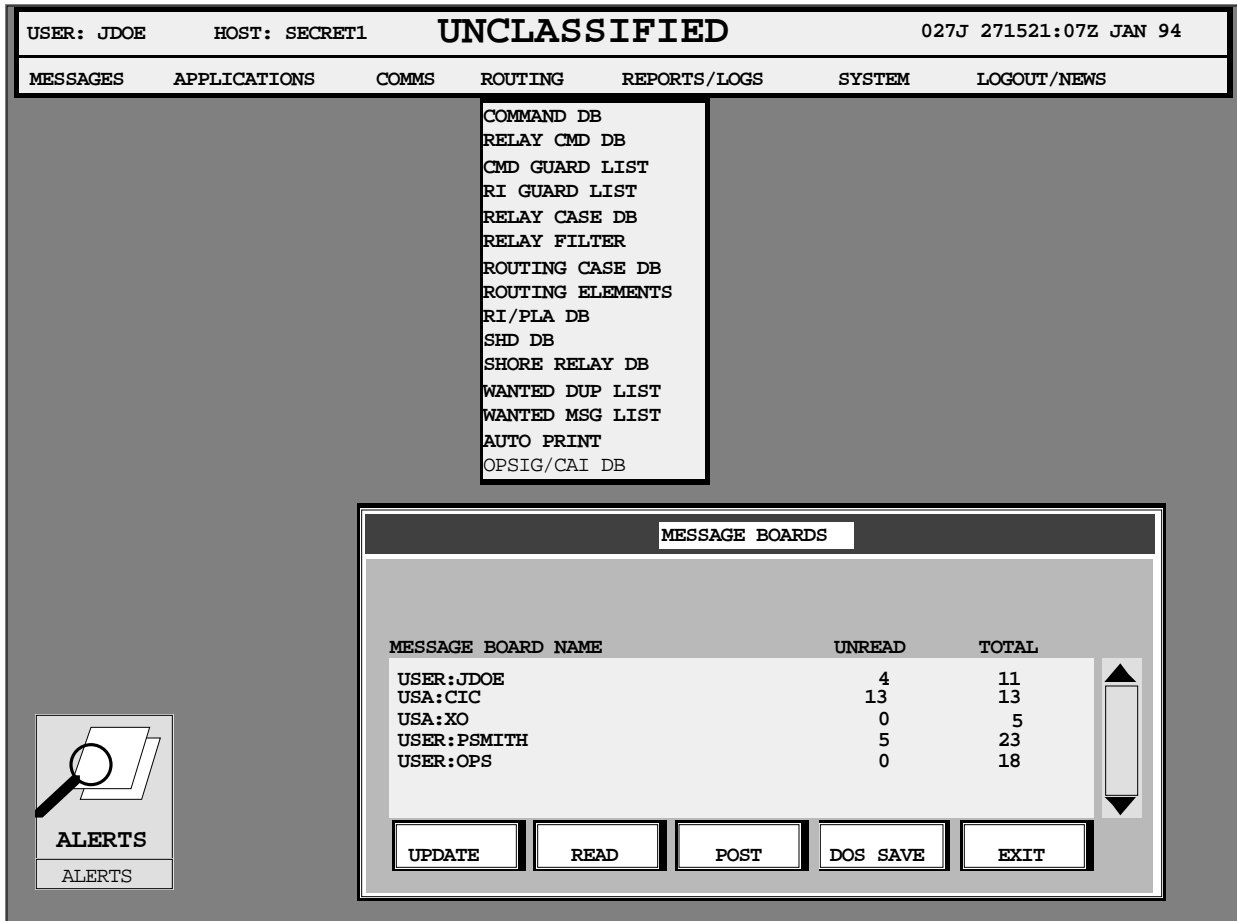 USER: JDOE HOST: SECRET1 UNCLASSIFIED 027J 271521:07Z JAN 94
MESSAGES APPLICATIONS COMMS ROUTING REPORTS/LOGS SYSTEM LOGOUT/NEWS
COMMAND DB
RELAY CMD DB
CMD GUARD LIST
RI GUARD LIST
RELAY CASE DB
RELAY FILTER
ROUTING CASE DB
ROUTING ELEMENTS
RI/PLA DB
SHD DB
SHORE RELAY DB
WANTED DUP LIST
WANTED MSG LIST
AUTO PRINT
OPSIG/CAI DB
MESSAGE BOARDS
MESSAGE BOARD NAME UNREAD TOTAL
USER:JDOE 4 11
USA:CIC 13 13
USA:XO 0 5
USER:PSMITH 5 23
USER:OPS 0 18
UPDATE READ POST DOS SAVE EXIT
ALERTS
ALERTS